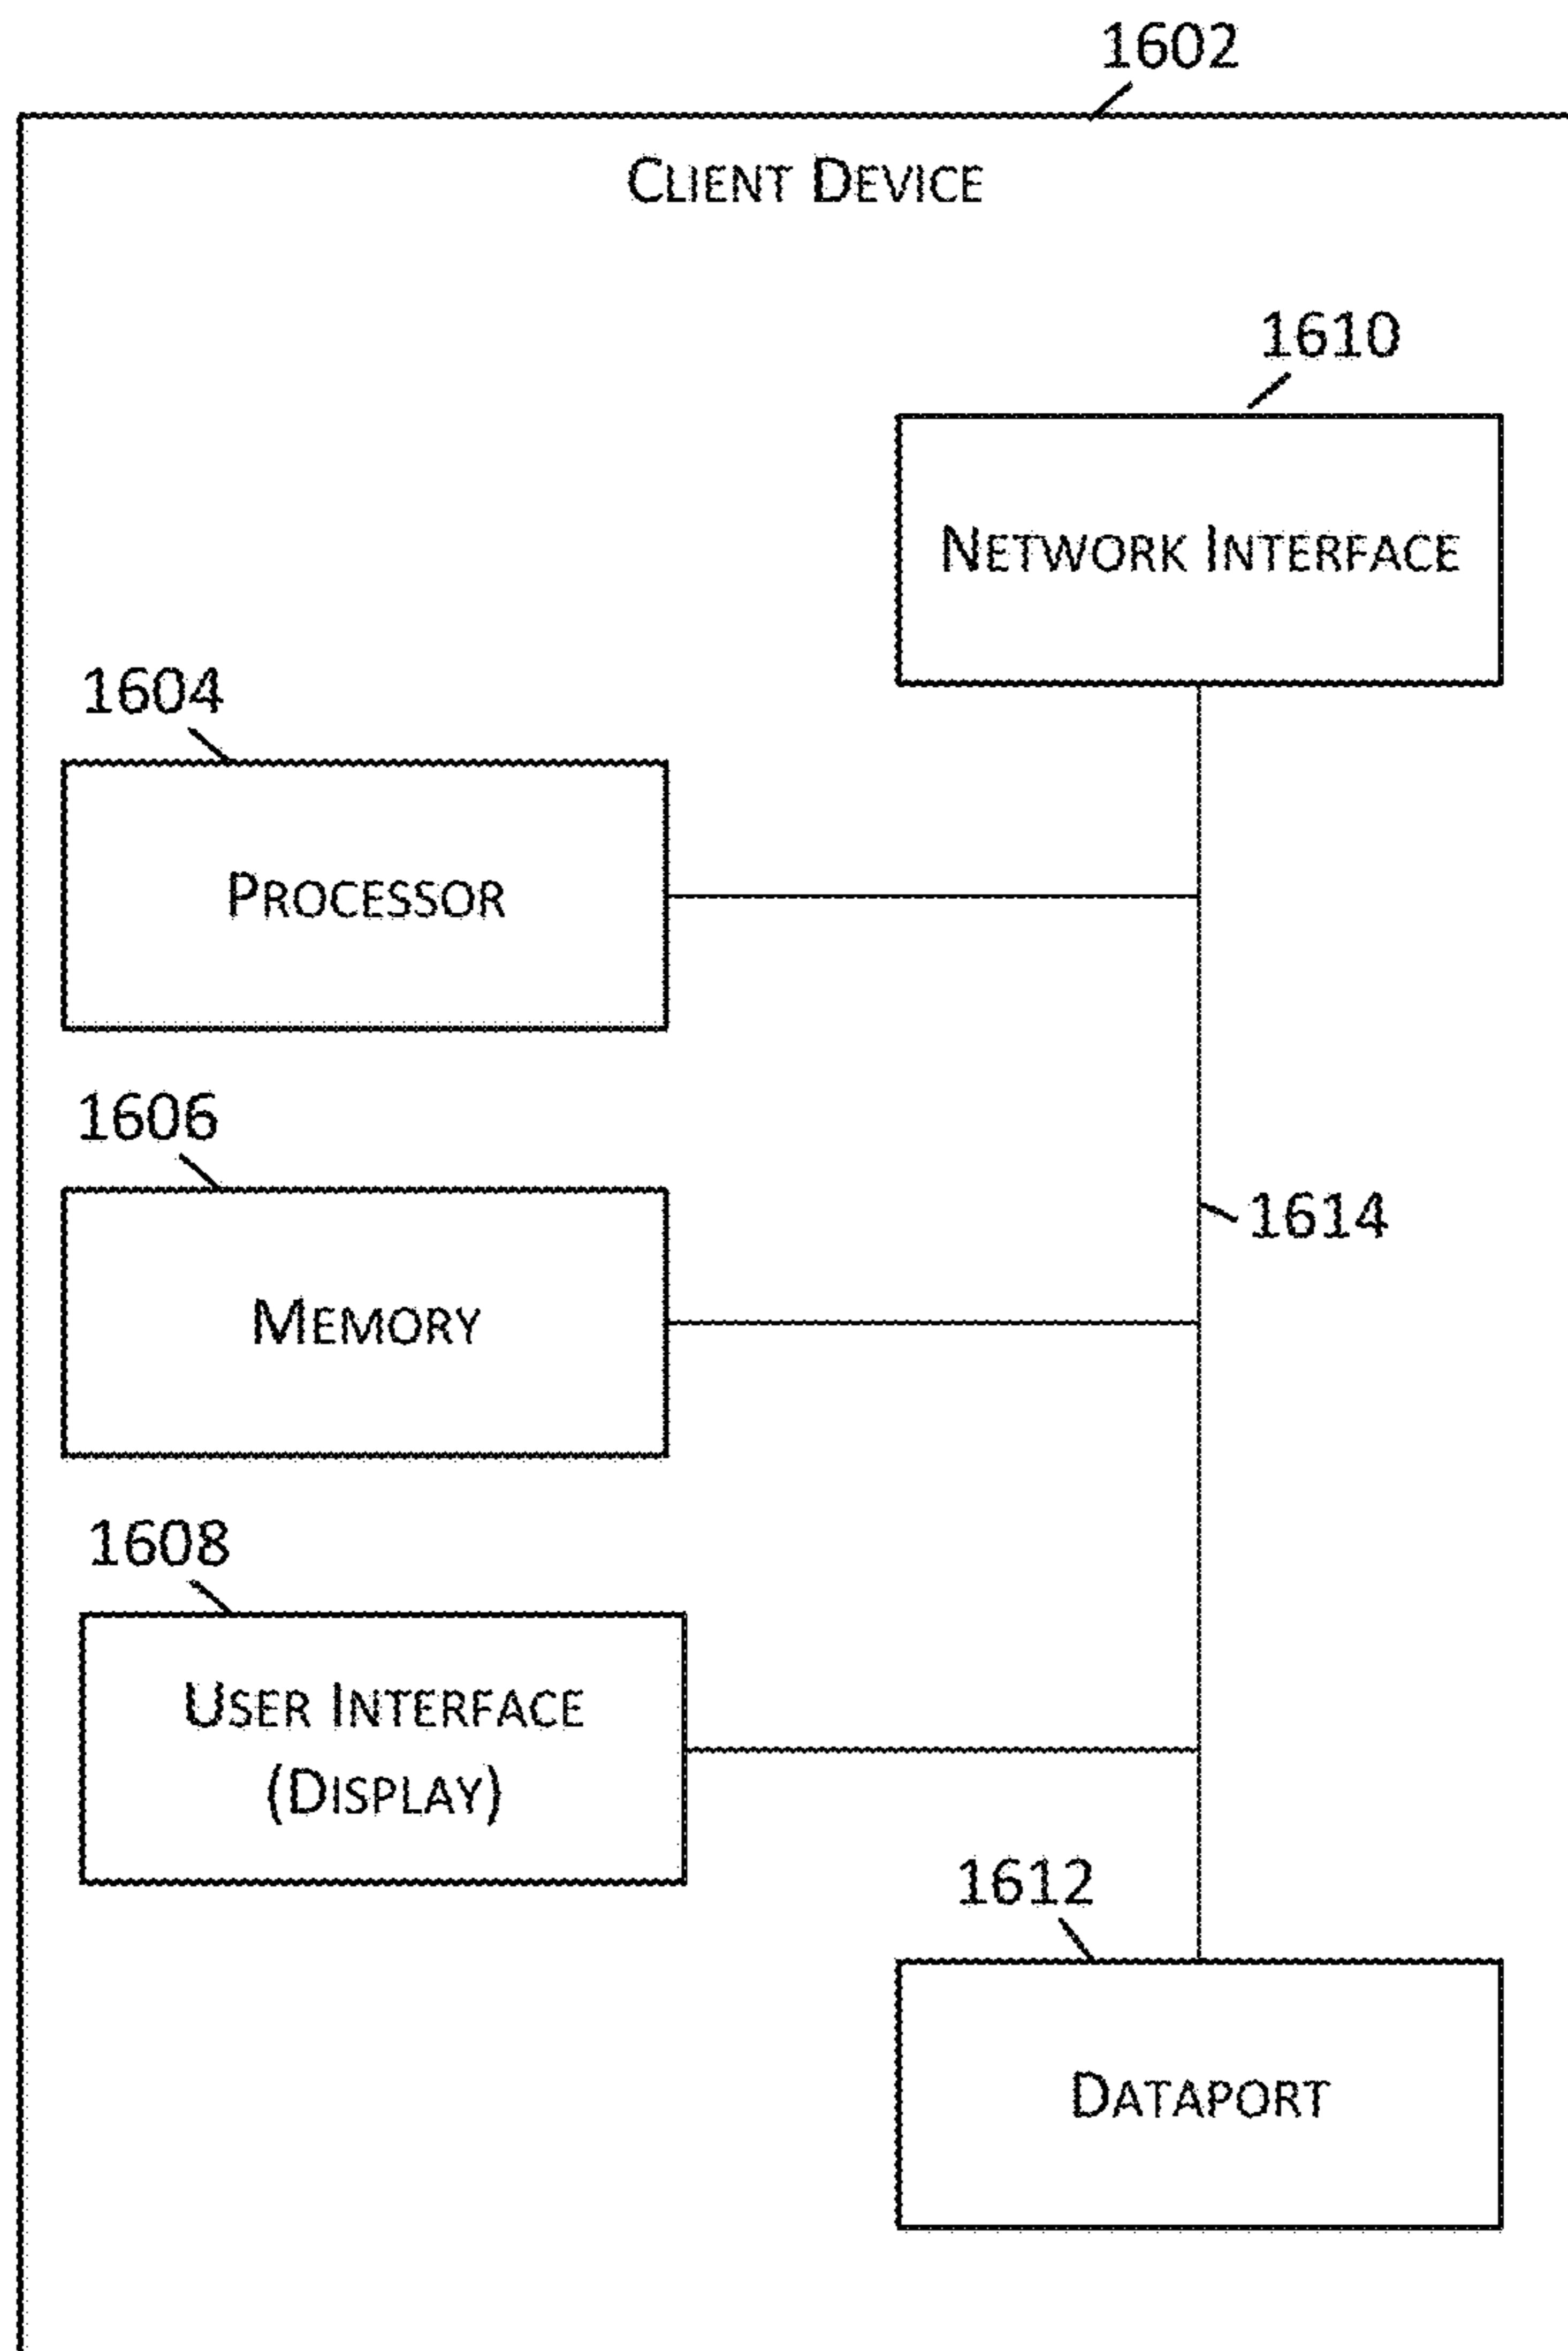 1602
CLIENT DEVICE
1610
NETWORK INTERFACE
1604
PROCESSOR
1606
MEMORY
1614
1608
USER INTERFACE
(DISPLAY)
1612
DATAPORT